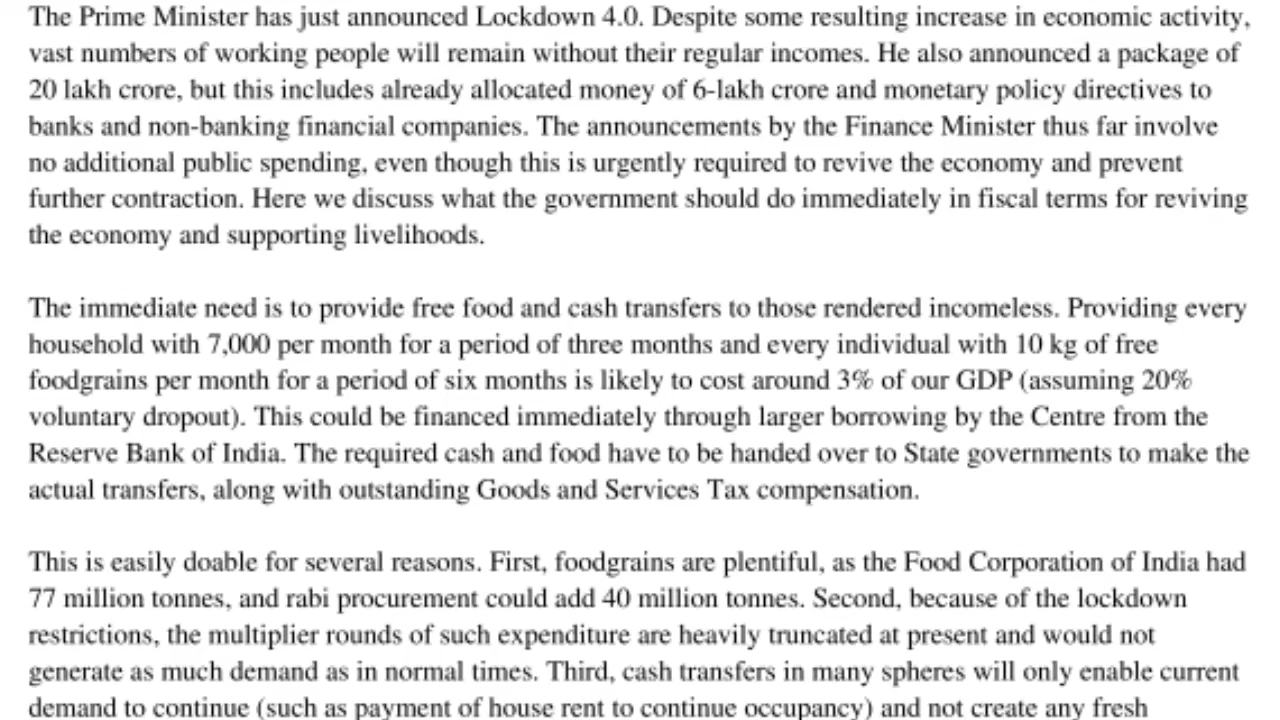 The Prime Minister has just announced Lockdown 4.0. Despite some resulting increase in economic activity,
vast numbers of working people will remain without their regular incomes. He also announced a package of
20 lakh crore, but this includes already allocated money of 6-lakh crore and monetary policy directives to
banks and non-banking financial companies. The announcements by the Finance Minister thus far involve
no additional public spending, even though this is urgently required to revive the economy and prevent
further contraction. Here we discuss what the government should do immediately in fiscal terms for reviving
the economy and supporting livelihoods.
The immediate need is to provide free food and cash transfers to those rendered incomeless. Providing every
household with 7,000 per month for a period of three months and every individual with 10 kg of free
foodgrains per month for a period of six months is likely to cost around 3% of our GDP (assuming 20%
voluntary dropout). This could be financed immediately through larger borrowing by the Centre from the
Reserve Bank of India. The required cash and food have to be handed over to State governments to make the
actual transfers, along with outstanding Goods and Services Tax compensation.
This is easily doable for several reasons. First, foodgrains are plentiful, as the Food Corporation of India had
77 million tonnes, and rabi procurement could add 40 million tonnes. Second, because of the lockdown
restrictions, the multiplier rounds of such expenditure are heavily truncated at present and would not
generate as much demand as in normal times. Third, cash transfers in many spheres will only enable current
demand to continue (such as payment of house rent to continue occupancy) and not create any fresh